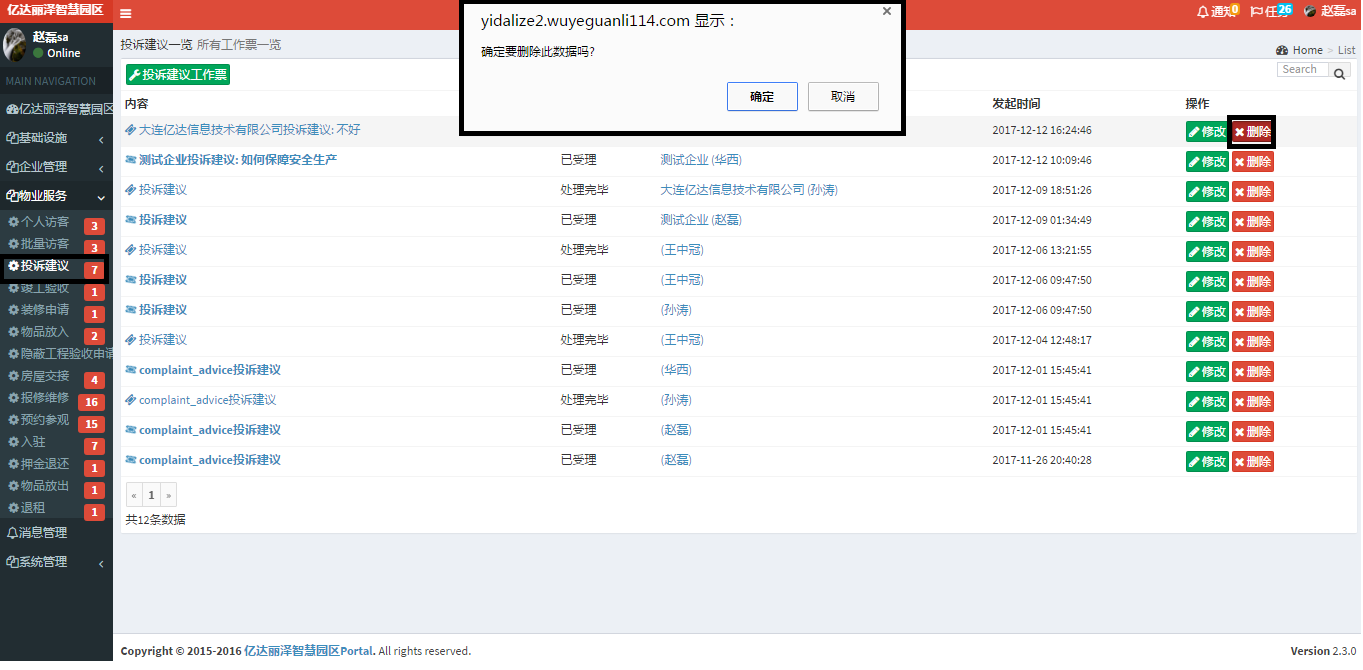 亿达丽泽智慧园区
通知 0
任务 26
赵磊sa
赵磊sa
Online
MAIN NAVIGATION
亿达丽泽智慧园区
基础设施
企业管理
物业服务
个人访客 3
批量访客 3
投诉建议 7
竣工验收 1
装修申请 1
物品放入 2
隐蔽工程验收申请
房屋交接 4
报修维修 16
预约参观 15
入驻 7
押金退还 1
物品放出 1
退租 1
消息管理
系统管理
投诉建议一览 所有工作票一览
Home > List
投诉建议工作票
Search
yidalize2.wuyeguanli114.com 显示：
确定要删除此数据吗?
确定 取消
内容 发起时间 操作
大连亿达信息技术有限公司投诉建议: 不好 2017-12-12 16:24:46 修改 删除
测试企业投诉建议: 如何保障安全生产 已受理 测试企业 (华西) 2017-12-12 10:09:46 修改 删除
投诉建议 处理完毕 大连亿达信息技术有限公司 (孙涛) 2017-12-09 18:51:26 修改 删除
投诉建议 已受理 测试企业 (赵磊) 2017-12-09 01:34:49 修改 删除
投诉建议 处理完毕 (王中冠) 2017-12-06 13:21:55 修改 删除
投诉建议 已受理 (王中冠) 2017-12-06 09:47:50 修改 删除
投诉建议 已受理 (孙涛) 2017-12-06 09:47:50 修改 删除
投诉建议 处理完毕 (王中冠) 2017-12-04 12:48:17 修改 删除
complaint_advice投诉建议 已受理 (华西) 2017-12-01 15:45:41 修改 删除
complaint_advice投诉建议 处理完毕 (孙涛) 2017-12-01 15:45:41 修改 删除
complaint_advice投诉建议 已受理 (赵磊) 2017-12-01 15:45:41 修改 删除
complaint_advice投诉建议 已受理 (赵磊) 2017-11-26 20:40:28 修改 删除
« 1 »
共12条数据
Copyright © 2015-2016 亿达丽泽智慧园区Portal. All rights reserved.
Version 2.3.0